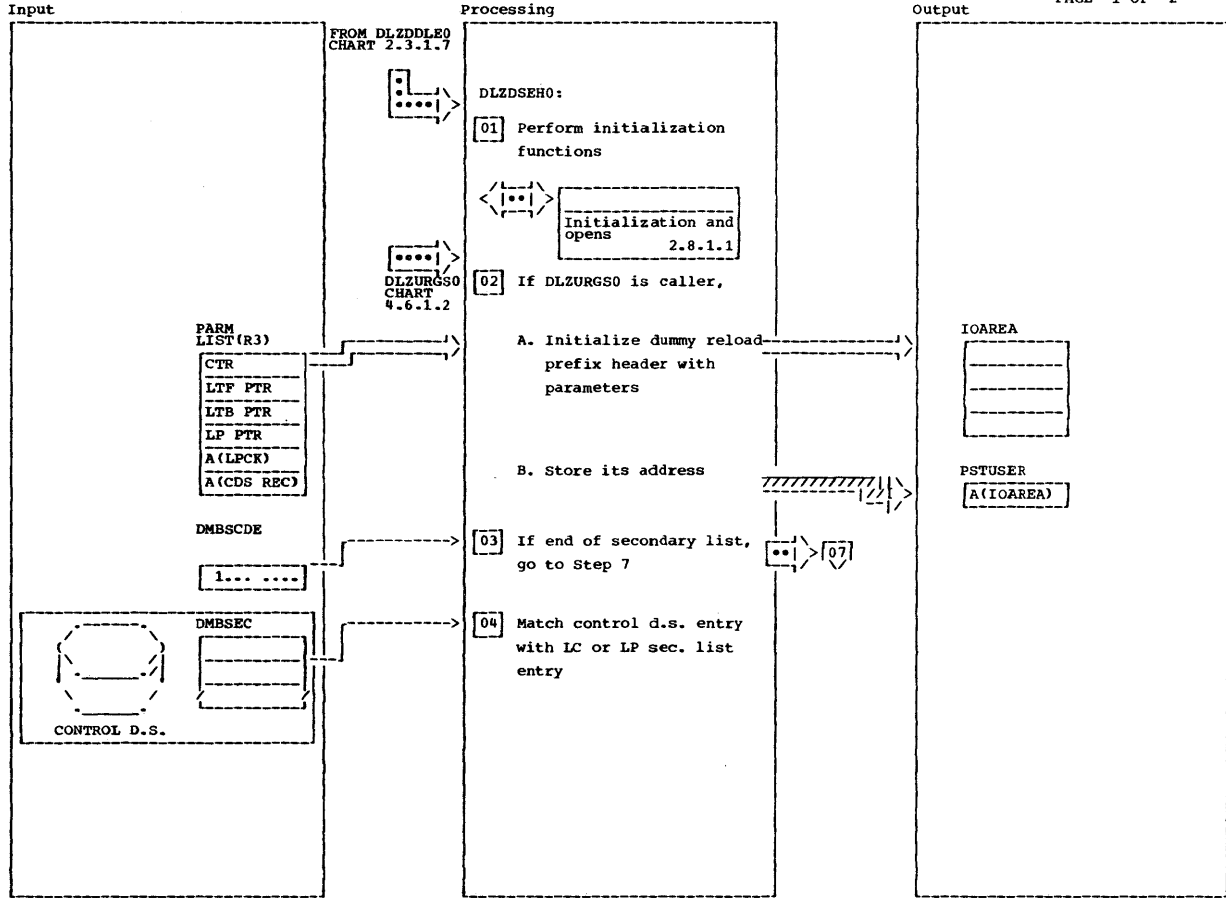 PAGE 1 OF 2
Input
Processing
Output
FROM DLZDDLE0
CHART 2.3.1.7
DLZDSEH0:
01 Perform initialization
functions
Initialization and
opens
2.8.1.1
DLZURGS0
CHART
4.6.1.2
02 If DLZURGS0 is caller,
PARM
LIST(R3)
CTR
LTF PTR
LTB PTR
LP PTR
A(LPCK)
A(CDS REC)
A. Initialize dummy reload
prefix header with
parameters
IOAREA
B. Store its address
PSTUSER
A(IOAREA)
DMBSCDE
1... ....
03 If end of secondary list,
go to Step 7
07
DMBSEC
04 Match control d.s. entry
with LC or LP sec. list
entry
CONTROL D.S.